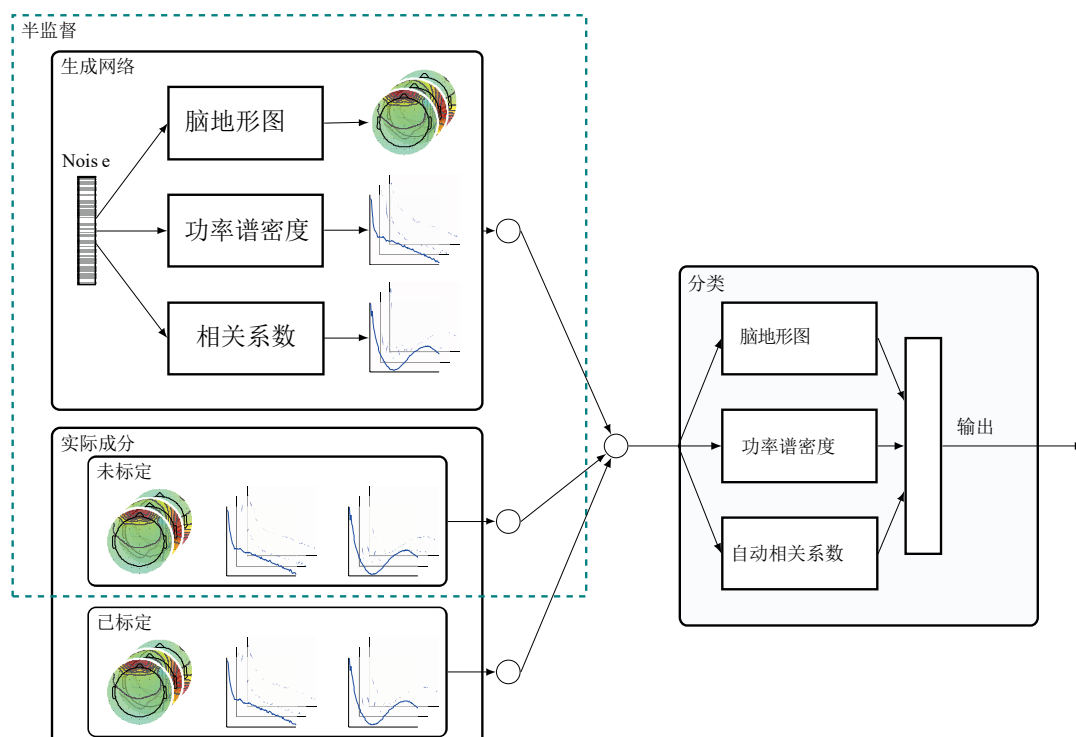 半监督
生成网络
脑地形图
Nois e
功率谱密度
相关系数
实际成分
未标定
已标定
分类
脑地形图
功率谱密度
自动相关系数
输出